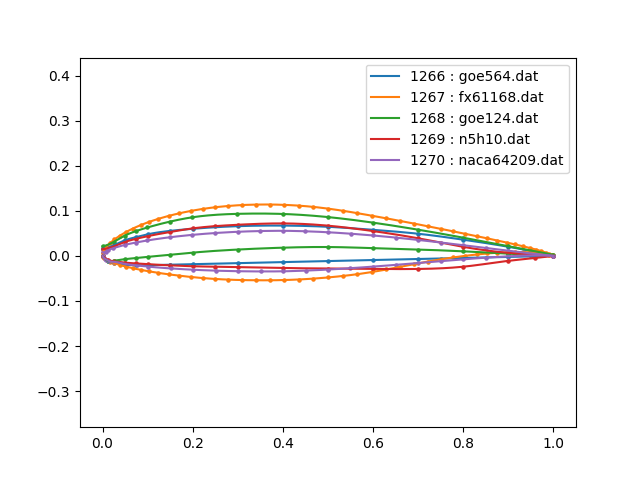 0.4
0.3
0.2
0.1
0.0
−0.1
−0.2
−0.3
0.0 0.2 0.4 0.6 0.8 1.0
1266 : goe564.dat
1267 : fx61168.dat
1268 : goe124.dat
1269 : n5h10.dat
1270 : naca64209.dat